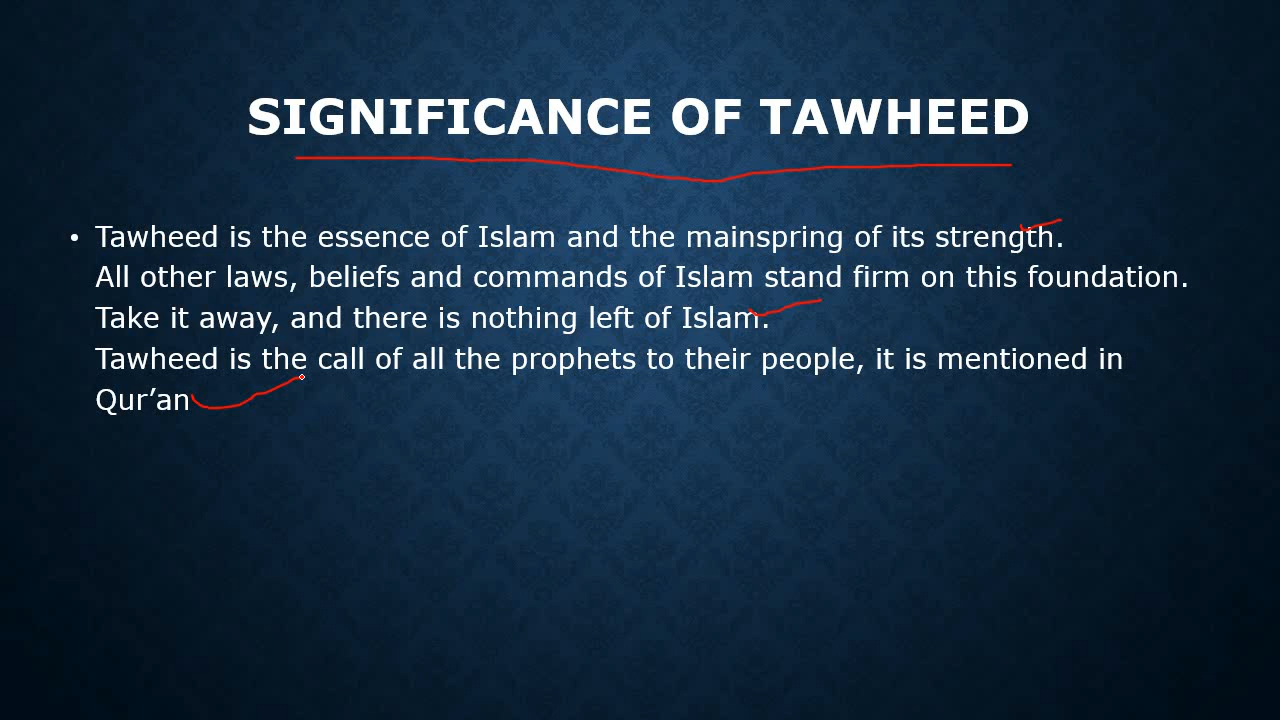 SIGNIFICANCE OF TAWHEED
• Tawheed is the essence of Islam and the mainspring of its strength.
All other laws, beliefs and commands of Islam stand firm on this foundation.
Take it away, and there is nothing left of Islam.
Tawheed is the call of all the prophets to their people, it is mentioned in
Qur’an